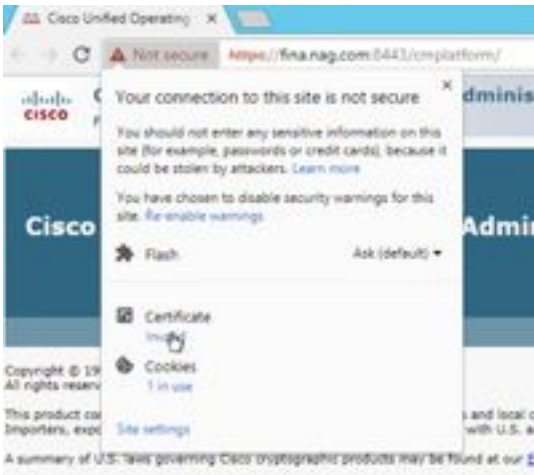 Cisco Unified Operating
Not secure https://fina.nag.com:8443/cmplatform/
cisco
Your connection to this site is not secure
dminis
You should not enter any sensitive information on this
site (for example, passwords or credit cards), because it
could be stolen by attackers. Learn more
You have chosen to disable security warnings for this
site. Re-enable warnings
Cisco
Admin
Flash
Ask (default)
Certificate
Cookies
1 in use
Copyright © 19
All rights reserv
This product co
and local c
Importers, expo
with U.S. a
Site settings
A summary of U.S. laws governing Cisco cryptographic products may be found at our